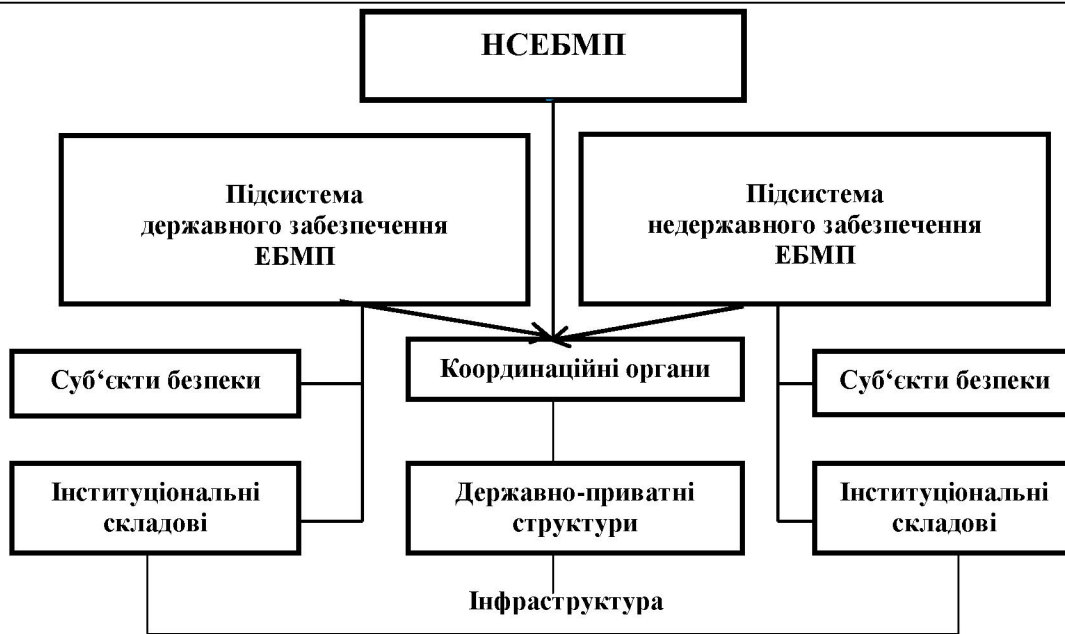 НСЕБМП
Підсистема
державного забезпечення
ЕБМП
Підсистема
недержавного забезпечення
ЕБМП
Суб‘єкти безпеки
Координаційні органи
Суб‘єкти безпеки
Інституціональні
складові
Державно-приватні
структури
Інституціональні
складові
Інфраструктура